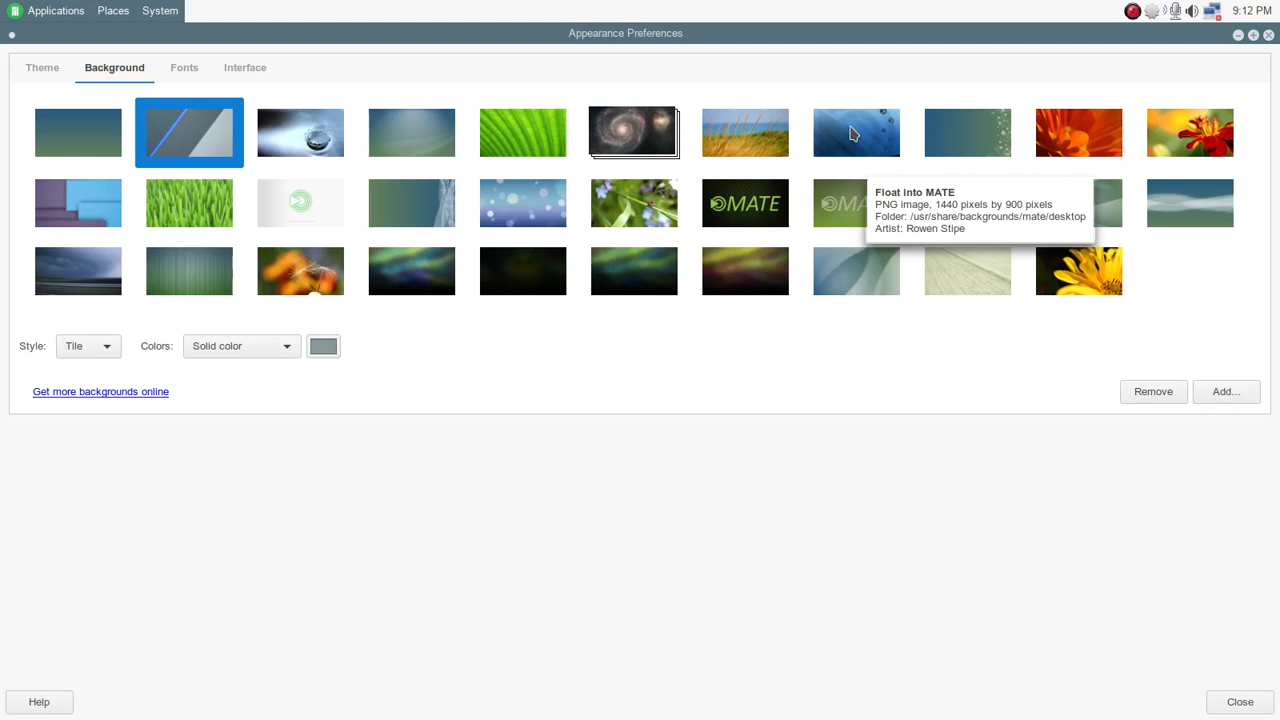 Applications Places System 9:12 PM
Appearance Preferences
Theme Background Fonts Interface
MATE MA
Float into MATE
PNG image, 1440 pixels by 900 pixels
Folder: /usr/share/backgrounds/mate/desktop
Artist: Rowen Stipe
Style: Tile Colors: Solid color
Get more backgrounds online Remove Add...
Help Close